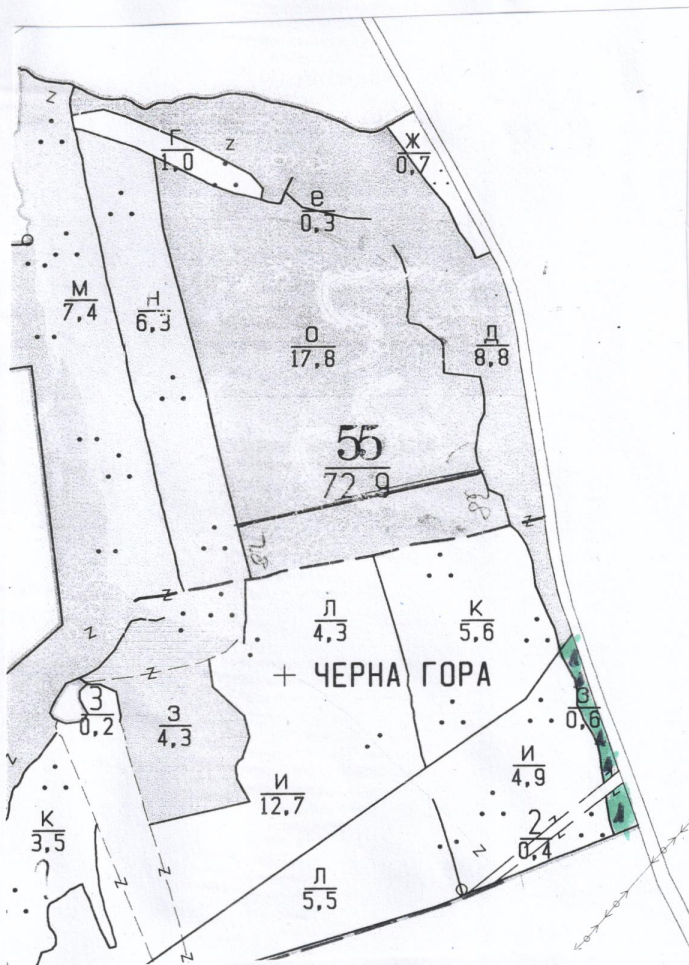 Г
1,0
Ж
0,7
е
0,3
М
7,4
Н
6,3
О
17,8
Д
8,8
55
72,9
Л
4,3
К
5,6
ЧЕРНА ГОРА
З
0,2
З
4,3
З
0,6
И
4,9
И
12,7
К
3,5
2
0,4
Л
5,5